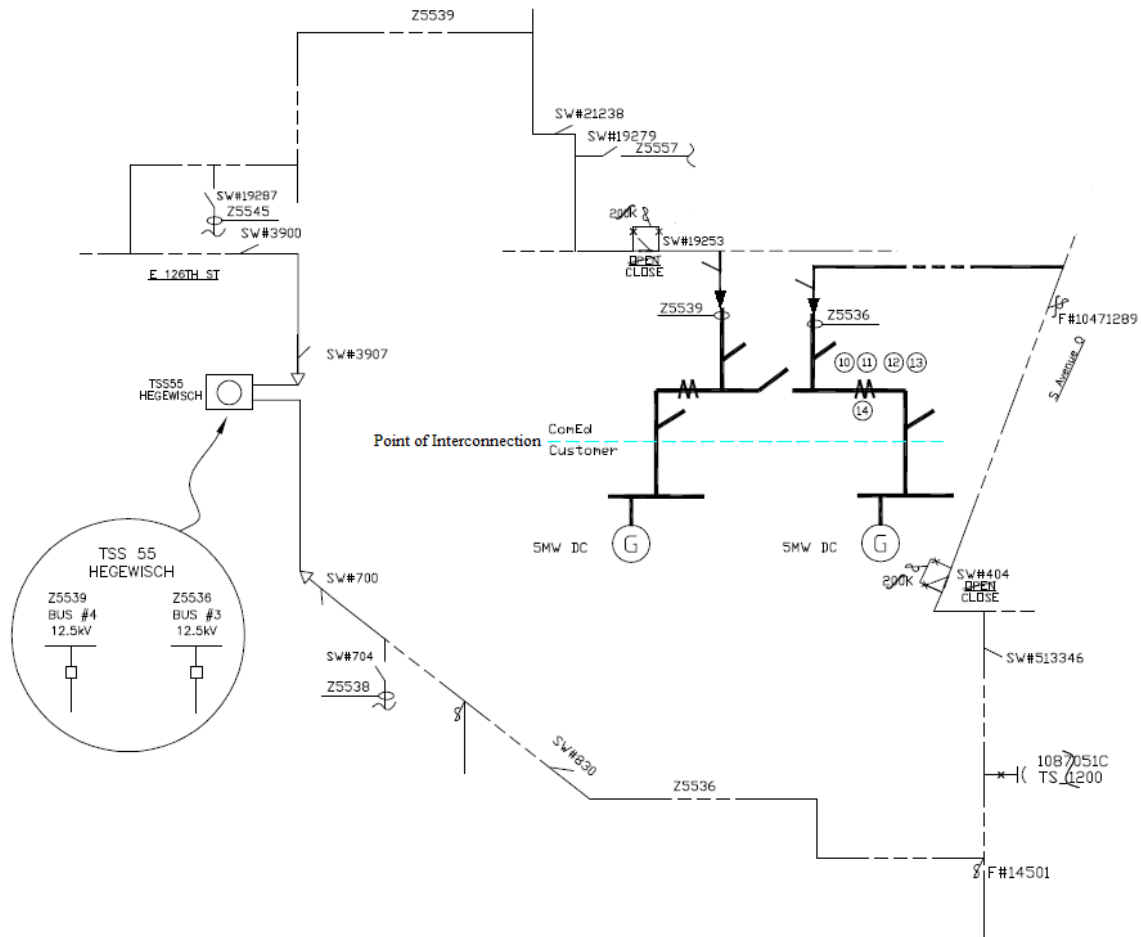 Z5539
SW#21238
SW#19279
Z5557
SW#19287
Z5545
SW#3900
E 126TH ST
200K
SW#19253
OPEN
CLOSE
Z5539
Z5536
F#10471289
S Avenue O
SW#3907
TSS55
HEGEWISCH
10 11 12 13
14
Point of Interconnection
ComEd
Customer
5MW DC
G
5MW DC
G
TSS 55
HEGEWISCH
Z5539
BUS #4
12.5kV
Z5536
BUS #3
12.5kV
SW#700
200K
SW#404
OPEN
CLOSE
SW#704
Z5538
SW#513346
SW#830
Z5536
1087051C
TS_1200
F#14501